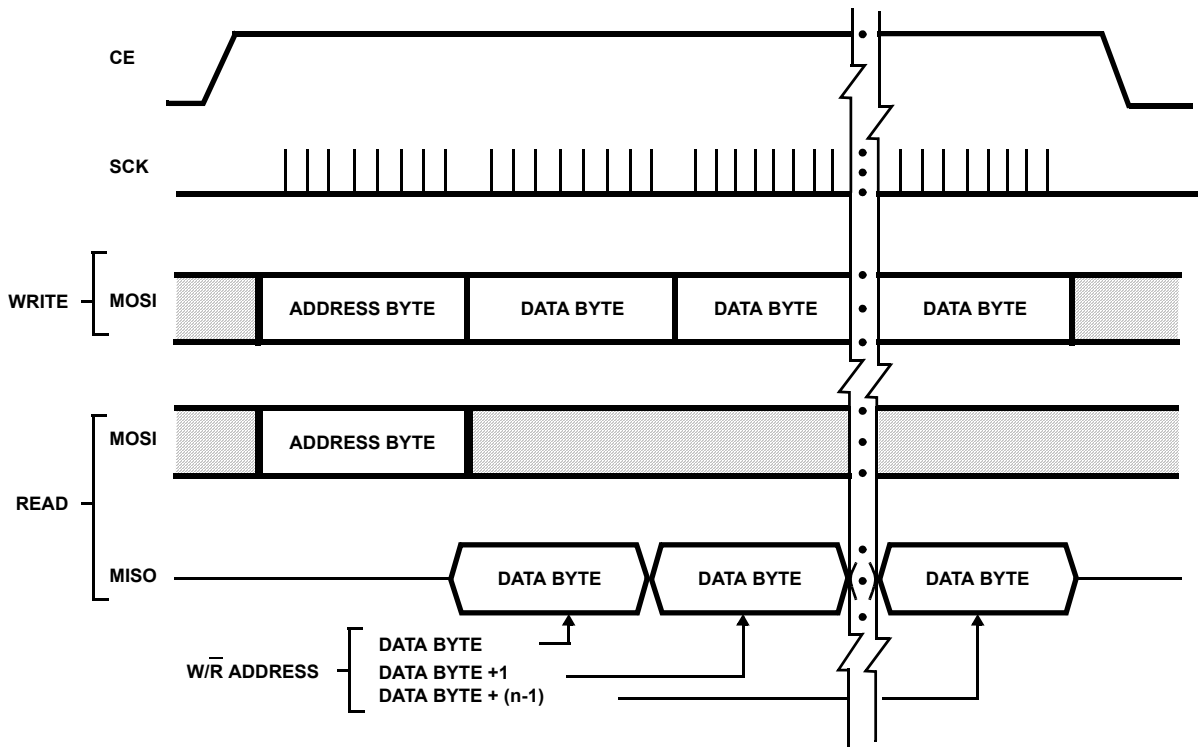 CE
SCK
WRITE
MOSI
ADDRESS BYTE
DATA BYTE
DATA BYTE
DATA BYTE
READ
MOSI
ADDRESS BYTE
MISO
DATA BYTE
DATA BYTE
DATA BYTE
W/R̅ ADDRESS
DATA BYTE
DATA BYTE +1
DATA BYTE + (n-1)